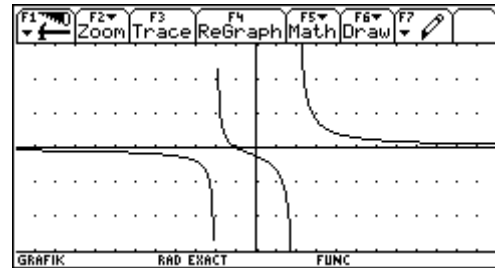 F1 F2 F3 F4 F5 F6 F7
Zoom Trace ReGraph Math Draw
GRAFIK RAD EXACT FUNC